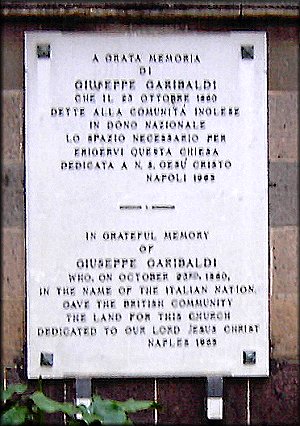 A GRATA MEMORIA
DI
GIUSEPPE GARIBALDI
CHE IL 23 OTTOBRE 1860
DETTE ALLA COMUNITA' INGLESE
IN DONO NAZIONALE
LO SPAZIO NECESSARIO PER
ERIGERVI QUESTA CHIESA
DEDICATA A N. S. GESU' CRISTO
NAPOLI 1963
IN GRATEFUL MEMORY
OF
GIUSEPPE GARIBALDI
WHO, ON OCTOBER 23RD, 1860,
IN THE NAME OF THE ITALIAN NATION,
GAVE THE BRITISH COMMUNITY
THE LAND FOR THIS CHURCH
DEDICATED TO OUR LORD JESUS CHRIST
NAPLES 1963